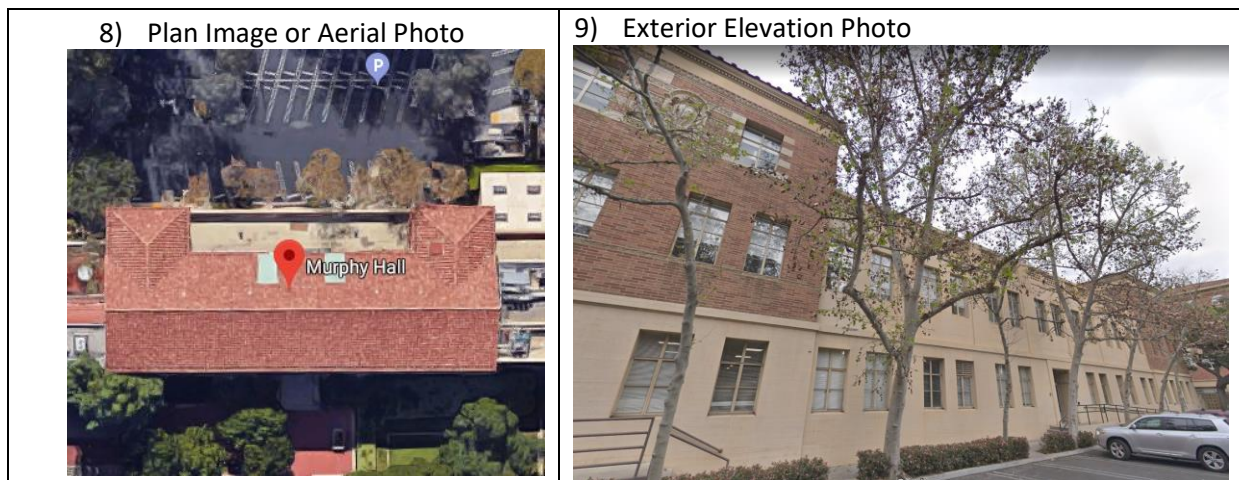 8) Plan Image or Aerial Photo
P
Murphy Hall
9) Exterior Elevation Photo